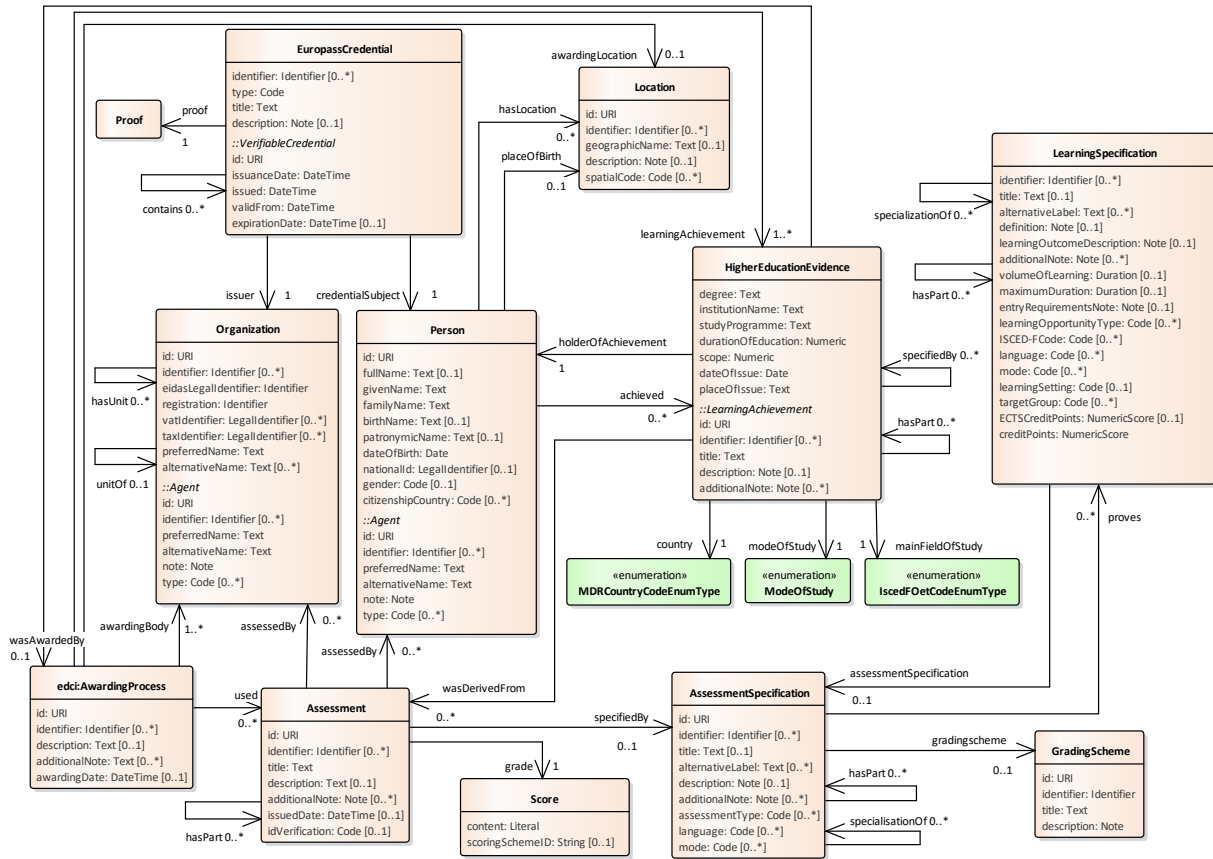 EuropassCredential
identifier: Identifier [0..*]
type: Code
title: Text
description: Note [0..1]
::VerifiableCredential
id: URI
issuanceDate: DateTime
issued: DateTime
validFrom: DateTime
expirationDate: DateTime [0..1]
Proof
proof
1
contains 0..*
awardingLocation
0..1
Location
id: URI
identifier: Identifier [0..*]
geographicName: Text [0..1]
description: Note [0..1]
spatialCode: Code [0..*]
hasLocation
0..*
placeOfBirth
0..1
LearningSpecification
identifier: Identifier [0..*]
title: Text [0..1]
alternativeLabel: Text [0..*]
definition: Note [0..1]
learningOutcomeDescription: Note [0..1]
additionalNote: Note [0..*]
volumeOfLearning: Duration [0..1]
maximumDuration: Duration [0..1]
entryRequirementsNote: Note [0..1]
learningOpportunityType: Code [0..*]
ISCED-FCode: Code [0..*]
language: Code [0..*]
mode: Code [0..*]
learningSetting: Code [0..1]
targetGroup: Code [0..*]
ECTSCreditPoints: NumericScore [0..1]
creditPoints: NumericScore
specializationOf 0..*
hasPart 0..*
learningAchievement
1..*
HigherEducationEvidence
degree: Text
institutionName: Text
studyProgramme: Text
durationOfEducation: Numeric
scope: Numeric
dateOfIssue: Date
placeOfIssue: Text
::LearningAchievement
id: URI
identifier: Identifier [0..*]
title: Text
description: Note [0..1]
additionalNote: Note [0..*]
specifiedBy 0..*
hasPart 0..*
issuer
1
credentialSubject
1
Organization
id: URI
identifier: Identifier [0..*]
eidasLegalIdentifier: Identifier
registration: Identifier
vatIdentifier: LegalIdentifier [0..*]
taxIdentifier: LegalIdentifier [0..*]
preferredName: Text
alternativeName: Text [0..*]
::Agent
id: URI
identifier: Identifier [0..*]
preferredName: Text
alternativeName: Text
note: Note
type: Code [0..*]
hasUnit 0..*
unitOf 0..1
Person
id: URI
fullName: Text [0..1]
givenName: Text
familyName: Text
birthName: Text [0..1]
patronymicName: Text [0..1]
dateOfBirth: Date
nationalId: LegalIdentifier [0..1]
gender: Code [0..1]
citizenshipCountry: Code [0..*]
::Agent
id: URI
identifier: Identifier [0..*]
preferredName: Text
alternativeName: Text
note: Note
type: Code [0..*]
holderOfAchievement
1
achieved
0..*
country
1
modeOfStudy
1
1
mainFieldOfStudy
0..*
proves
«enumeration»
MDRCountryCodeEnumType
«enumeration»
ModeOfStudy
«enumeration»
IscedFOetCodeEnumType
wasAwardedBy
0..1
awardingBody
1..*
assessedBy
0..*
assessedBy
0..*
edci:AwardingProcess
id: URI
identifier: Identifier [0..*]
description: Text [0..1]
additionalNote: Text [0..*]
awardingDate: DateTime [0..1]
used
0..*
Assessment
id: URI
identifier: Identifier [0..*]
title: Text
description: Text [0..1]
additionalNote: Note [0..*]
issuedDate: DateTime [0..1]
idVerification: Code [0..1]
hasPart 0..*
wasDerivedFrom
0..*
specifiedBy
0..1
grade
1
Score
content: Literal
scoringSchemeID: String [0..1]
assessmentSpecification
0..1
AssessmentSpecification
id: URI
identifier: Identifier [0..*]
title: Text [0..1]
alternativeLabel: Text [0..*]
description: Note [0..1]
additionalNote: Note [0..*]
assessmentType: Code [0..*]
language: Code [0..*]
mode: Code [0..*]
hasPart 0..*
specialisationOf 0..*
gradingscheme
0..1
GradingScheme
id: URI
identifier: Identifier
title: Text
description: Note